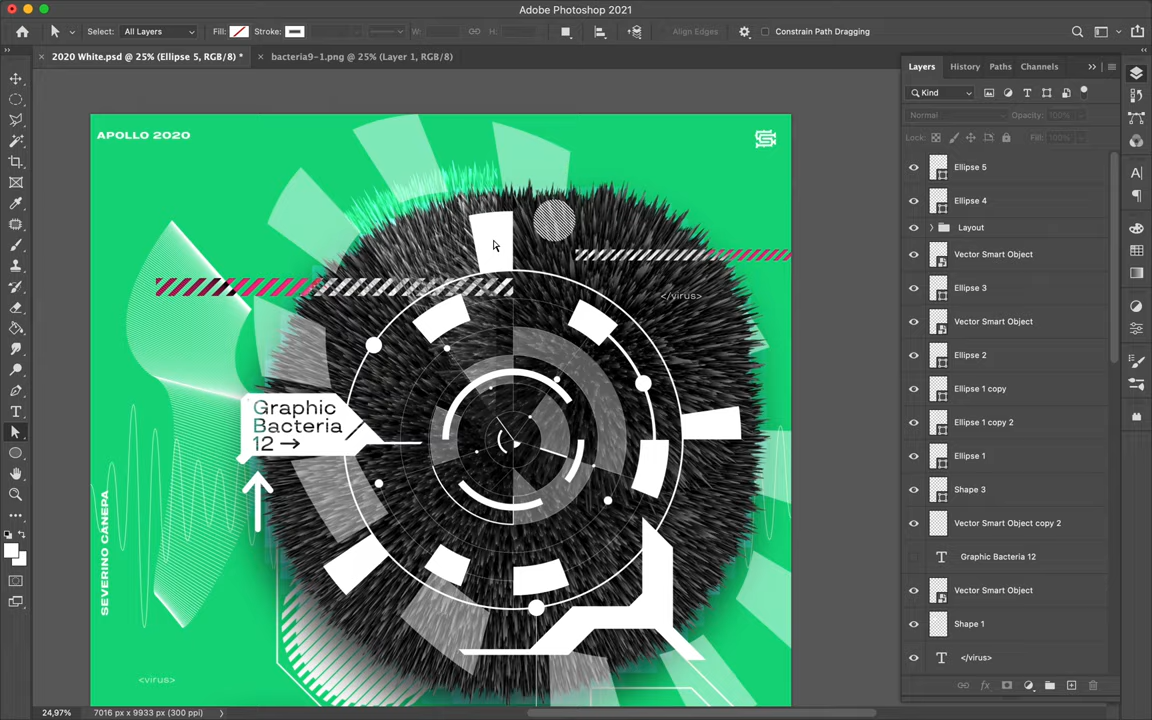 Adobe Photoshop 2021
Select: All Layers Fill: Stroke: W: H: Align Edges Constrain Path Dragging
2020 White.psd @ 25% (Ellipse 5, RGB/8) * bacteria9-1.png @ 25% (Layer 1, RGB/8)
Layers History Paths Channels
Kind
Normal Opacity: 100%
Lock: Fill: 100%
Ellipse 5
Ellipse 4
Layout
Vector Smart Object
Ellipse 3
Vector Smart Object
Ellipse 2
Ellipse 1 copy
Ellipse 1 copy 2
Ellipse 1
Shape 3
Vector Smart Object copy 2
Graphic Bacteria 12
Vector Smart Object
Shape 1
</virus>
APOLLO 2020
</virus>
Graphic
Bacteria
12 →
SEVERINO CANEPA
<virus>
24,97% 7016 px x 9933 px (300 ppi)